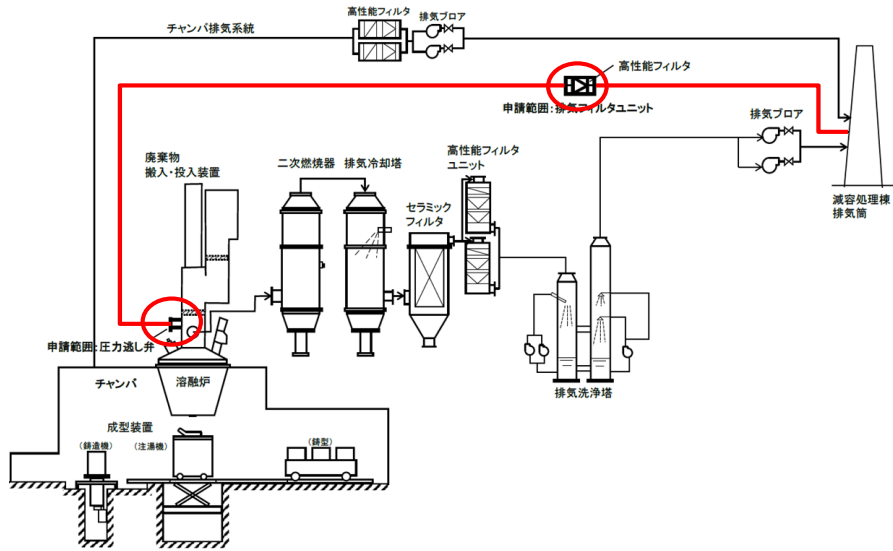 高性能フィルタ
排気ブロア
チャンバ排気系統
高性能フィルタ
申請範囲:排気フィルタユニット
排気ブロア
廃棄物
搬入・投入装置
二次燃焼器
排気冷却塔
高性能フィルタ
ユニット
セラミック
フィルタ
減容処理棟
排気筒
申請範囲:圧力逃し弁
チャンバ
溶融炉
排気洗浄塔
成型装置
(鋳造機)
(注湯機)
(鋳型)